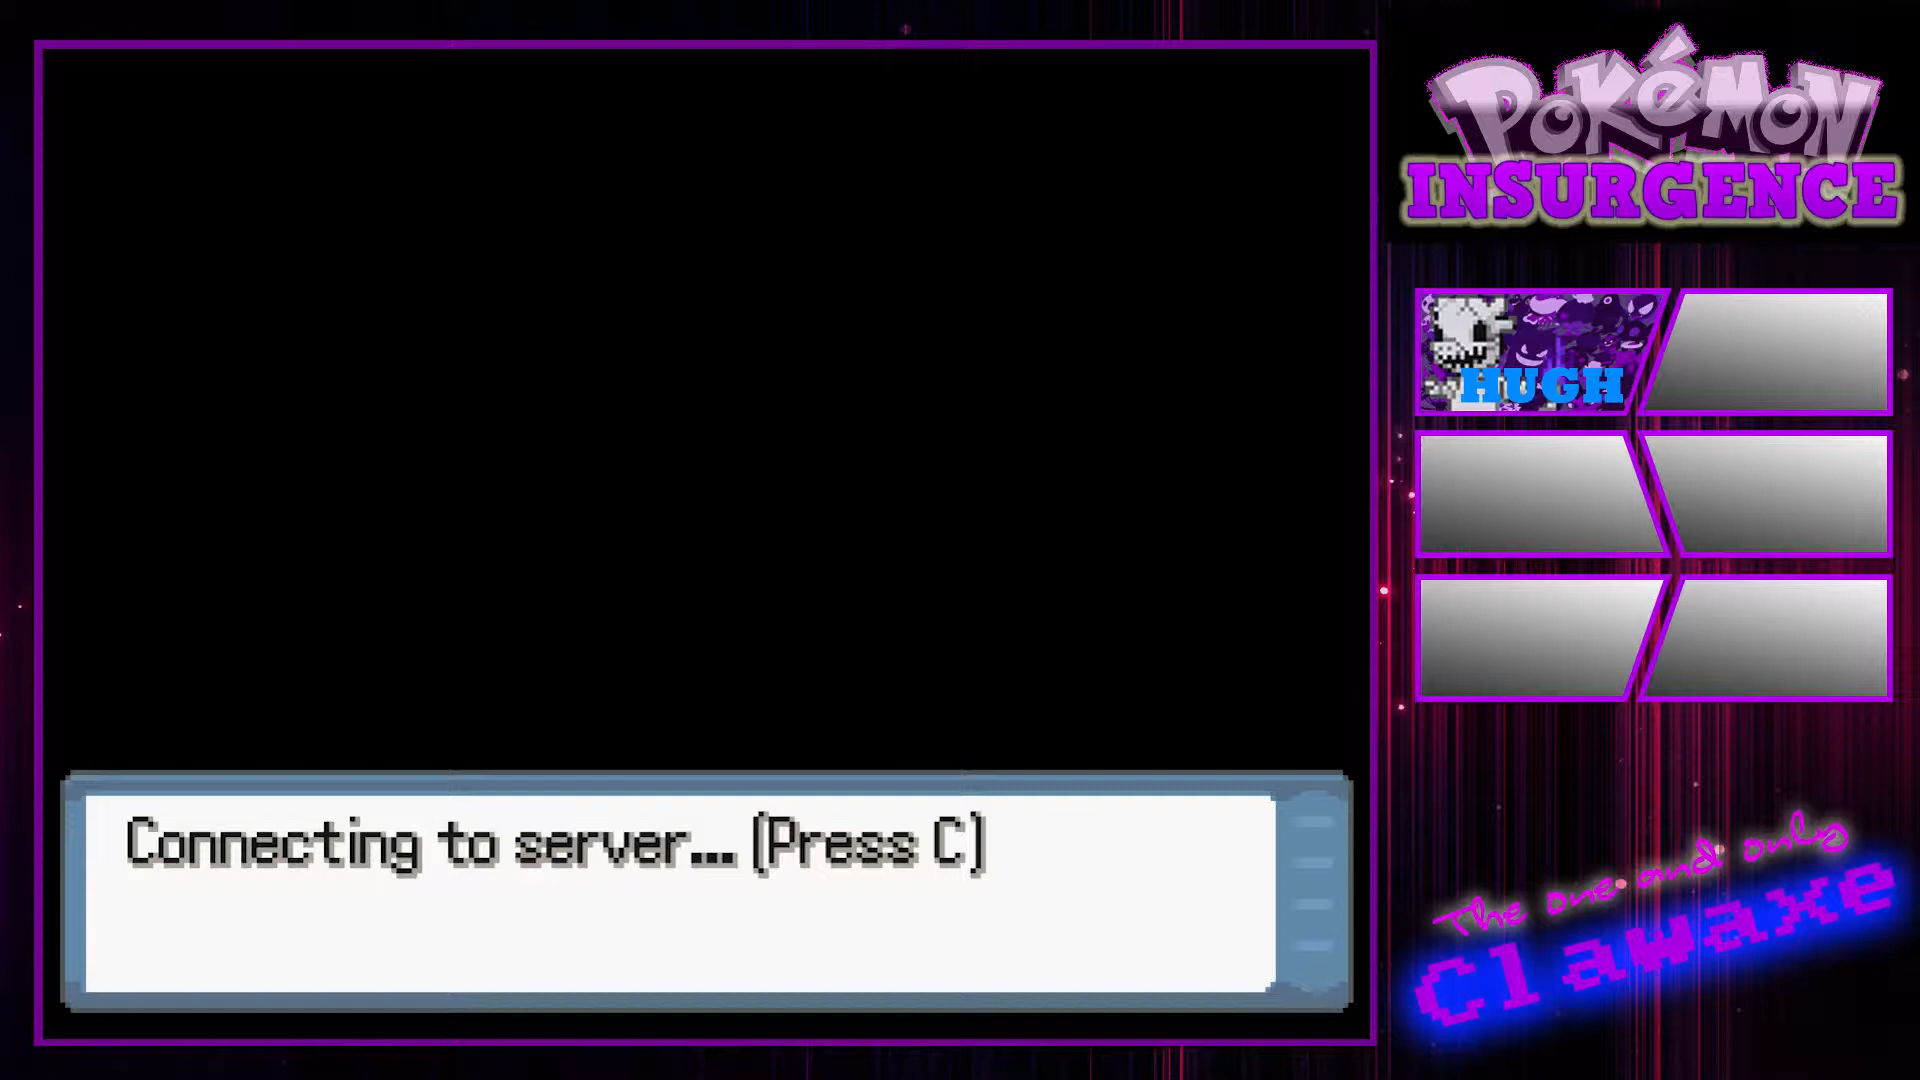 POKéMON
INSURGENCE
HUGH
Connecting to server... (Press C)
The one and only
Clawaxe